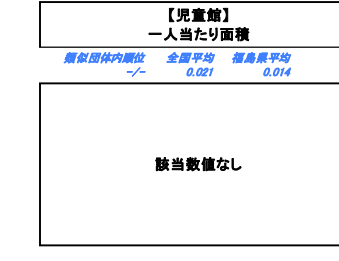 【児童館】
一人当たり面積
類似団体内順位 全国平均 福島県平均
-/- 0.021 0.014
該当数値なし